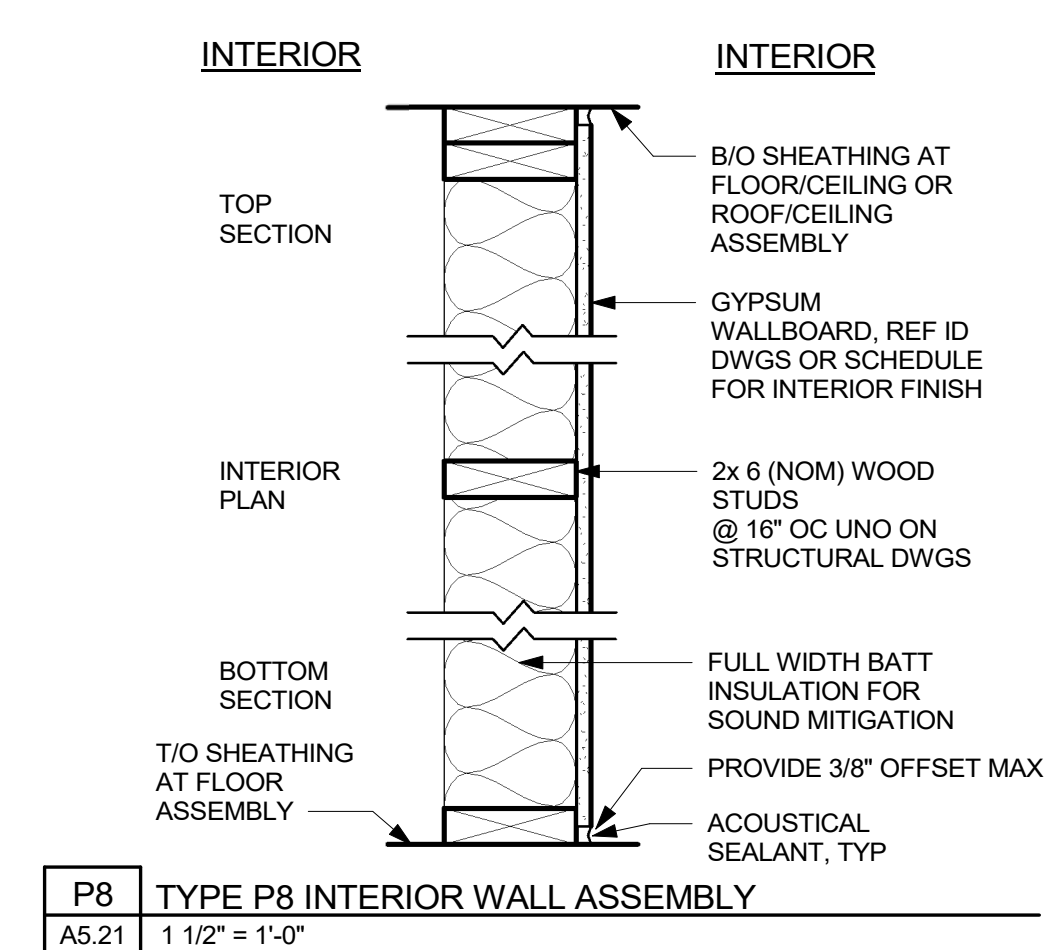 INTERIOR
INTERIOR
TOP
SECTION
B/O SHEATHING AT
FLOOR/CEILING OR
ROOF/CEILING
ASSEMBLY
GYPSUM
WALLBOARD, REF ID
DWGS OR SCHEDULE
FOR INTERIOR FINISH
INTERIOR
PLAN
2x 6 (NOM) WOOD
STUDS
@ 16" OC UNO ON
STRUCTURAL DWGS
BOTTOM
SECTION
FULL WIDTH BATT
INSULATION FOR
SOUND MITIGATION
T/O SHEATHING
AT FLOOR
ASSEMBLY
PROVIDE 3/8" OFFSET MAX
ACOUSTICAL
SEALANT, TYP
P8
TYPE P8 INTERIOR WALL ASSEMBLY
A5.21
1 1/2" = 1'-0"